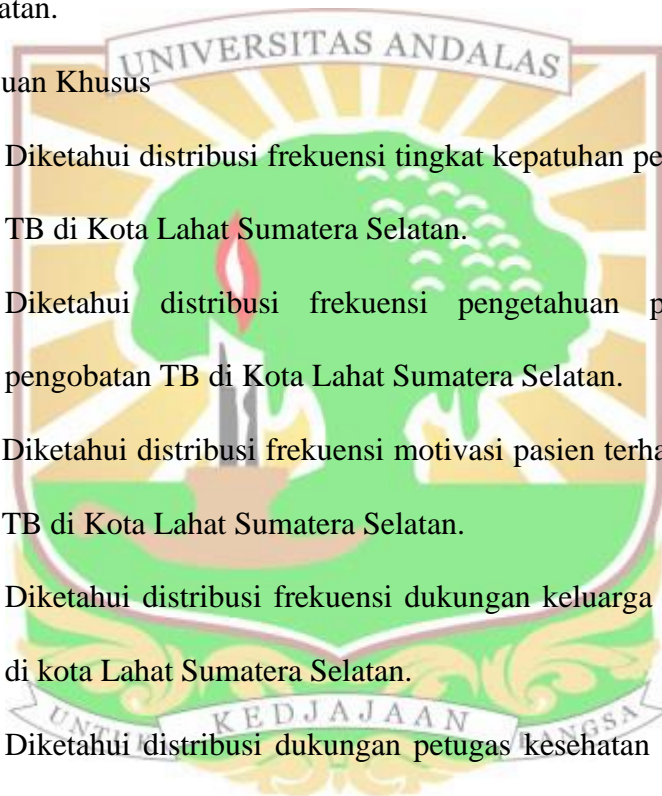 atan.
UNIVERSITAS ANDALAS
uan Khusus
Diketahui distribusi frekuensi tingkat kepatuhan pe
TB di Kota Lahat Sumatera Selatan.
Diketahui distribusi frekuensi pengetahuan p
pengobatan TB di Kota Lahat Sumatera Selatan.
Diketahui distribusi frekuensi motivasi pasien terha
TB di Kota Lahat Sumatera Selatan.
Diketahui distribusi frekuensi dukungan keluarga
di kota Lahat Sumatera Selatan.
UNTUK KEDJAJAAN BANGSA
Diketahui distribusi dukungan petugas kesehatan